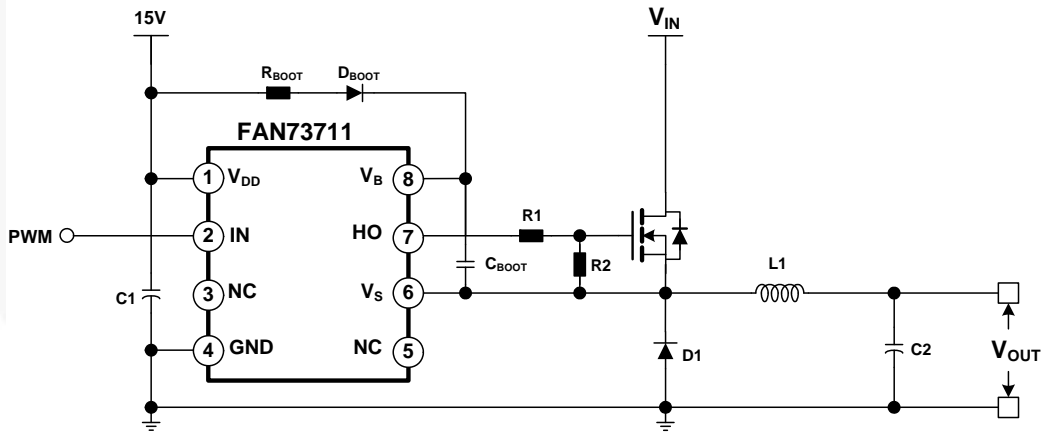 15V
V_IN
R_BOOT
D_BOOT
FAN73711
1 V_DD
V_B 8
PWM
2 IN
HO 7
R1
C_BOOT
R2
L1
C1
3 NC
V_S 6
4 GND
NC 5
D1
C2
V_OUT